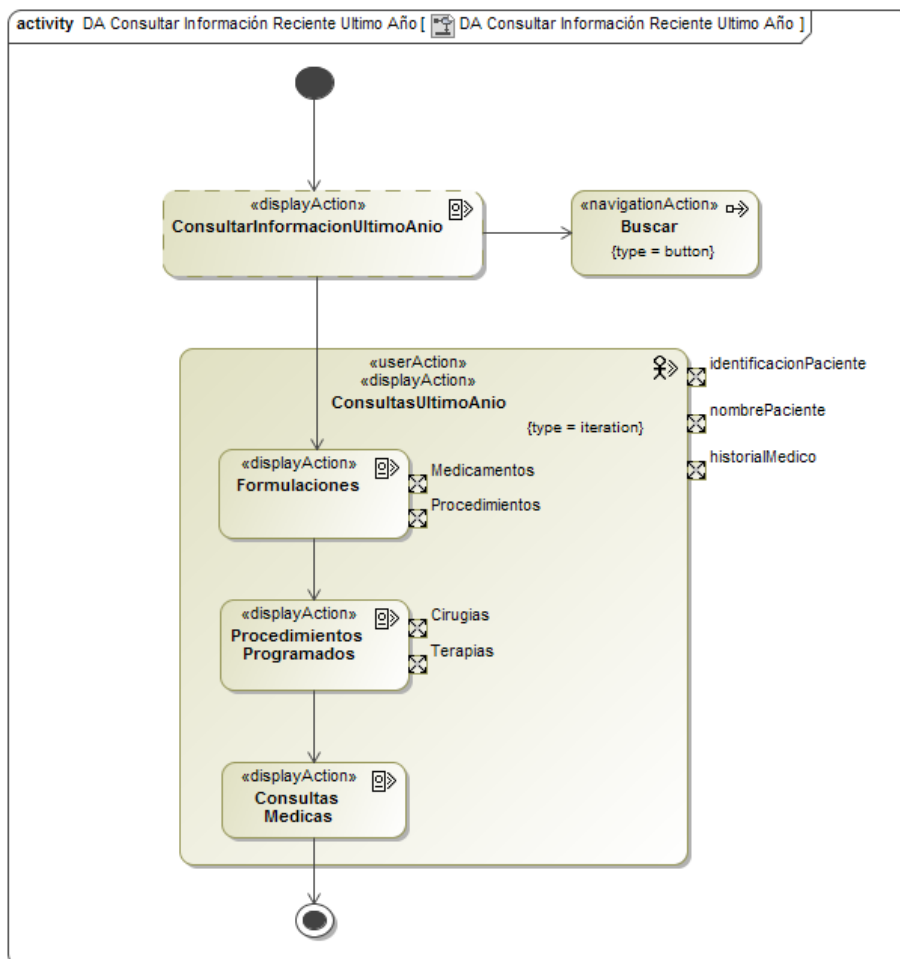 activity DA Consultar Información Reciente Ultimo Año [ DA Consultar Información Reciente Ultimo Año ]
«displayAction»
ConsultarInformacionUltimoAnio
«navigationAction»
Buscar
{type = button}
«userAction»
«displayAction»
ConsultasUltimoAnio
{type = iteration}
identificacionPaciente
nombrePaciente
historialMedico
«displayAction»
Formulaciones
Medicamentos
Procedimientos
«displayAction»
Procedimientos
Programados
Cirugias
Terapias
«displayAction»
Consultas
Medicas